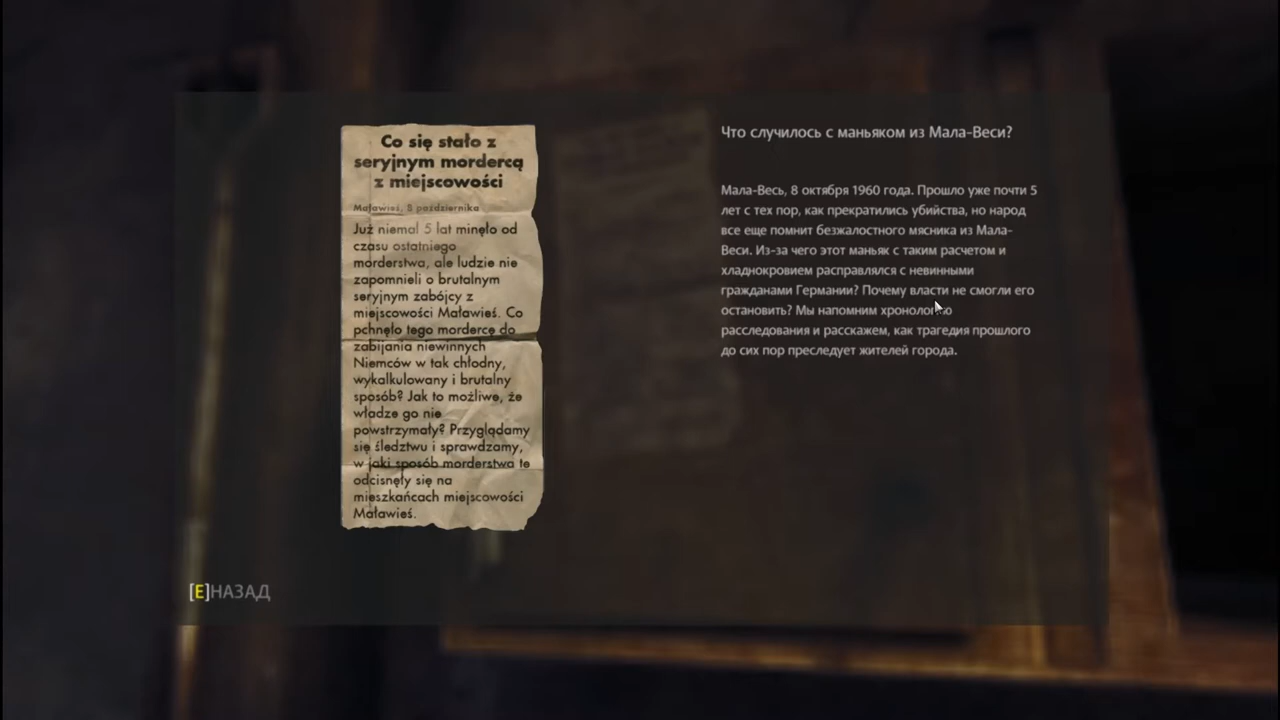 Co się stało z
seryjnym mordercą
z miejscowości
Maławieś, 8 października
Już niemal 5 lat minęło od
czasu ostatniego
morderstwa, ale ludzie nie
zapomnieli o brutalnym
seryjnym zabójcy z
miejscowości Maławieś. Co
pchnęło tego mordercę do
zabijania niewinnych
Niemców w tak chłodny,
wykalkulowany i brutalny
sposób? Jak to możliwe, że
władze go nie
powstrzymały? Przyglądamy
się śledztwu i sprawdzamy,
w jaki sposób morderstwa te
odcisnęły się na
mieszkańcach miejscowości
Maławieś.
Что случилось с маньяком из Мала-Веси?
Мала-Весь, 8 октября 1960 года. Прошло уже почти 5
лет с тех пор, как прекратились убийства, но народ
все еще помнит безжалостного мясника из Мала-
Веси. Из-за чего этот маньяк с таким расчетом и
хладнокровием расправлялся с невинными
гражданами Германии? Почему власти не смогли его
остановить? Мы напомним хронологию
расследования и расскажем, как трагедия прошлого
до сих пор преследует жителей города.
[E]НАЗАД